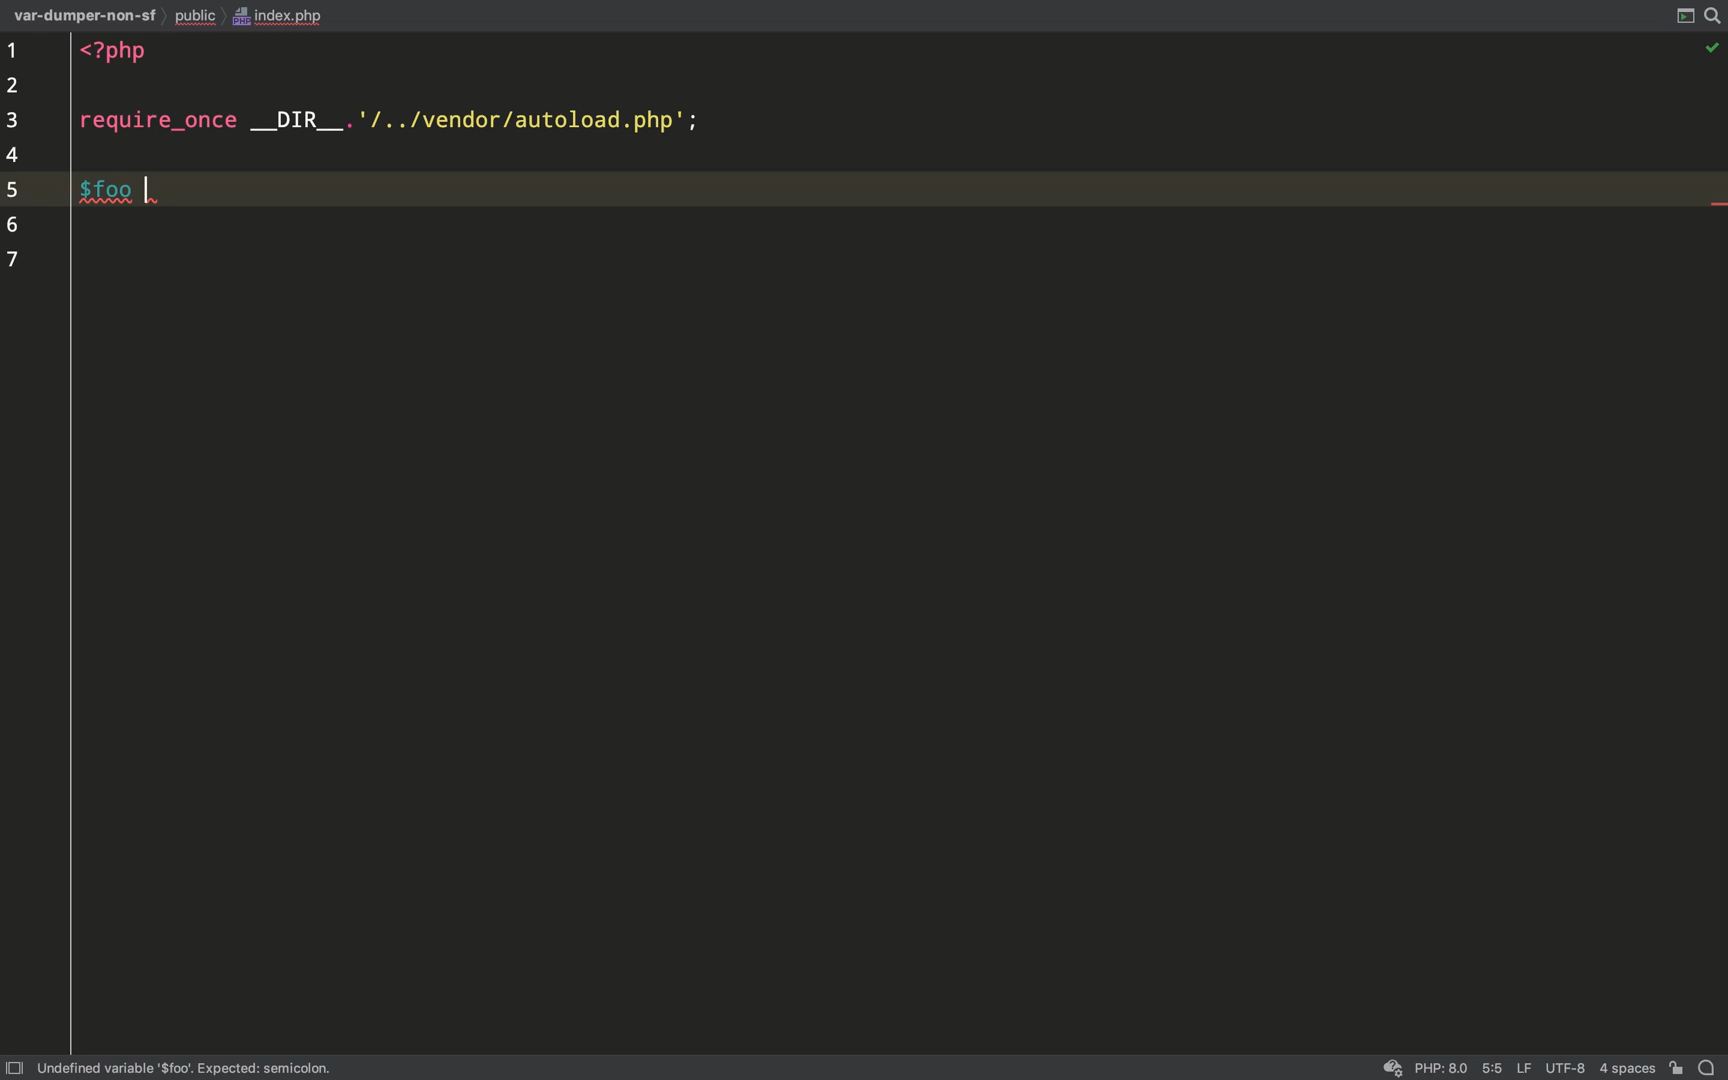 var-dumper-non-sf public index.php
1 <?php
2
3 require_once __DIR__.'/../vendor/autoload.php';
4
5 $foo
6
7
Undefined variable '$foo'. Expected: semicolon. PHP: 8.0 5:5 LF UTF-8 4 spaces